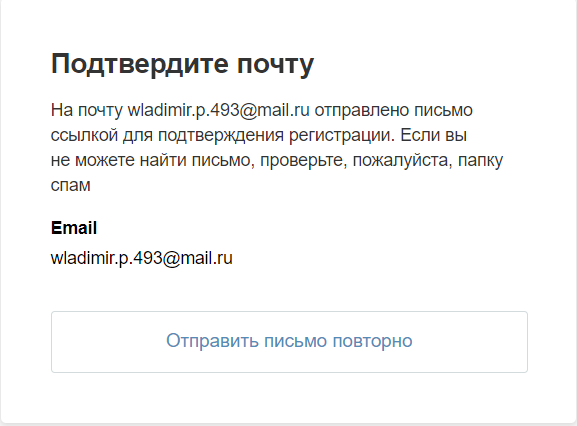 Подтвердите почту
На почту wladimir.p.493@mail.ru отправлено письмо
ссылкой для подтверждения регистрации. Если вы
не можете найти письмо, проверьте, пожалуйста, папку
спам
Email
wladimir.p.493@mail.ru
Отправить письмо повторно